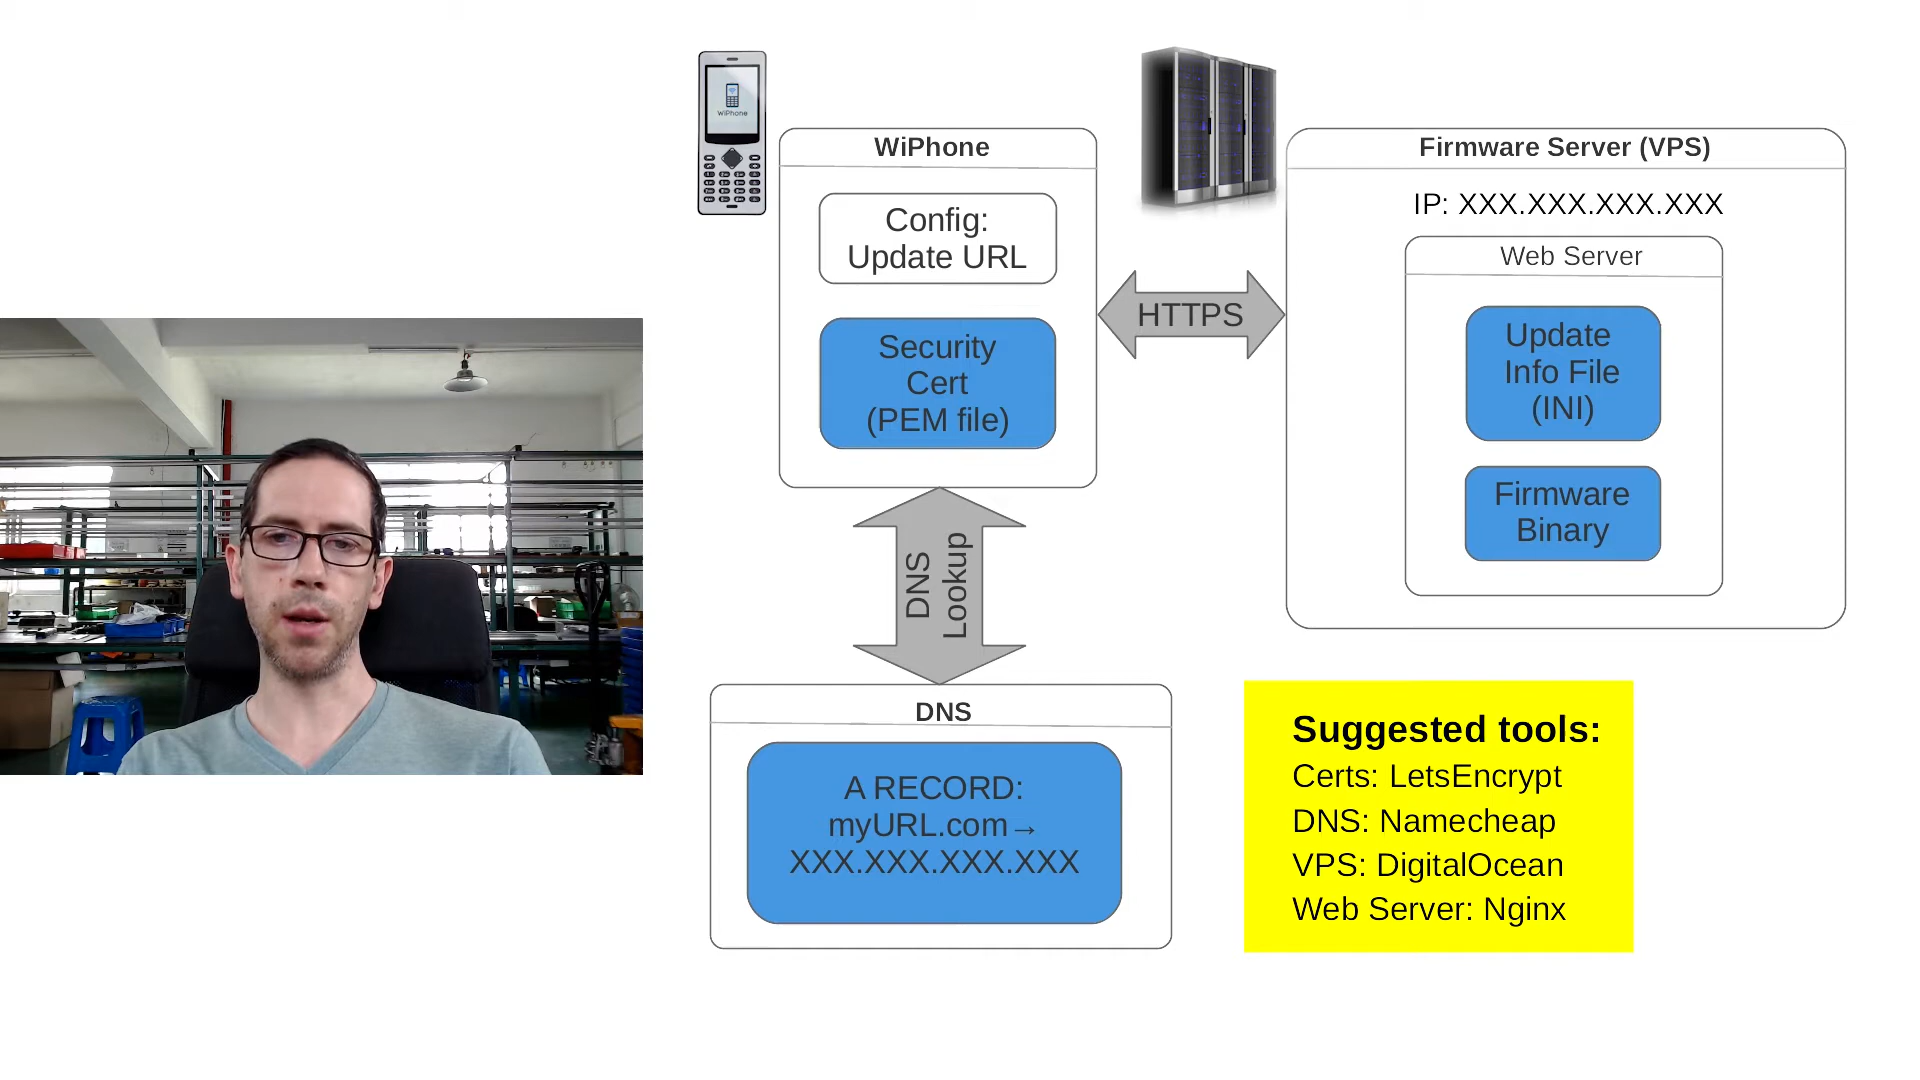 WiPhone
WiPhone
Config:
Update URL
Security
Cert
(PEM file)
HTTPS
Firmware Server (VPS)
IP: XXX.XXX.XXX.XXX
Web Server
Update
Info File
(INI)
Firmware
Binary
DNS
Lookup
DNS
A RECORD:
myURL.com→
XXX.XXX.XXX.XXX
Suggested tools:
Certs: LetsEncrypt
DNS: Namecheap
VPS: DigitalOcean
Web Server: Nginx